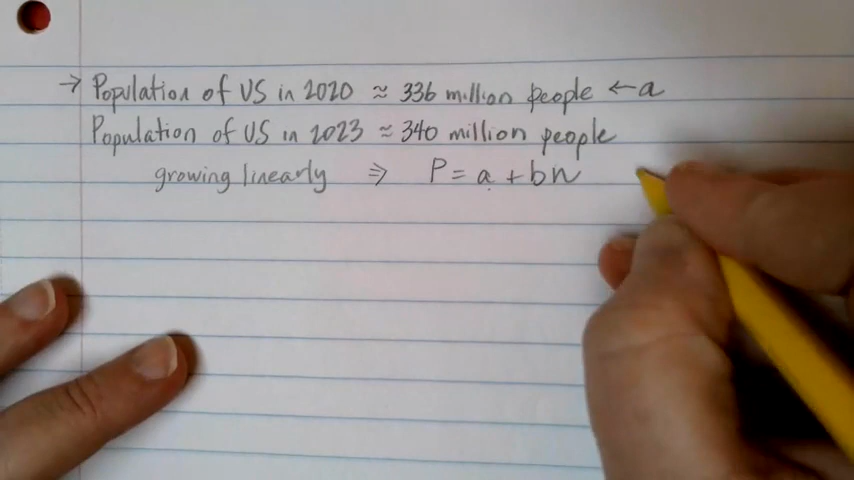 → Population of US in 2020 ≈ 336 million people ← a
Population of US in 2023 ≈ 340 million people
growing linearly ⇒ P = a + bn